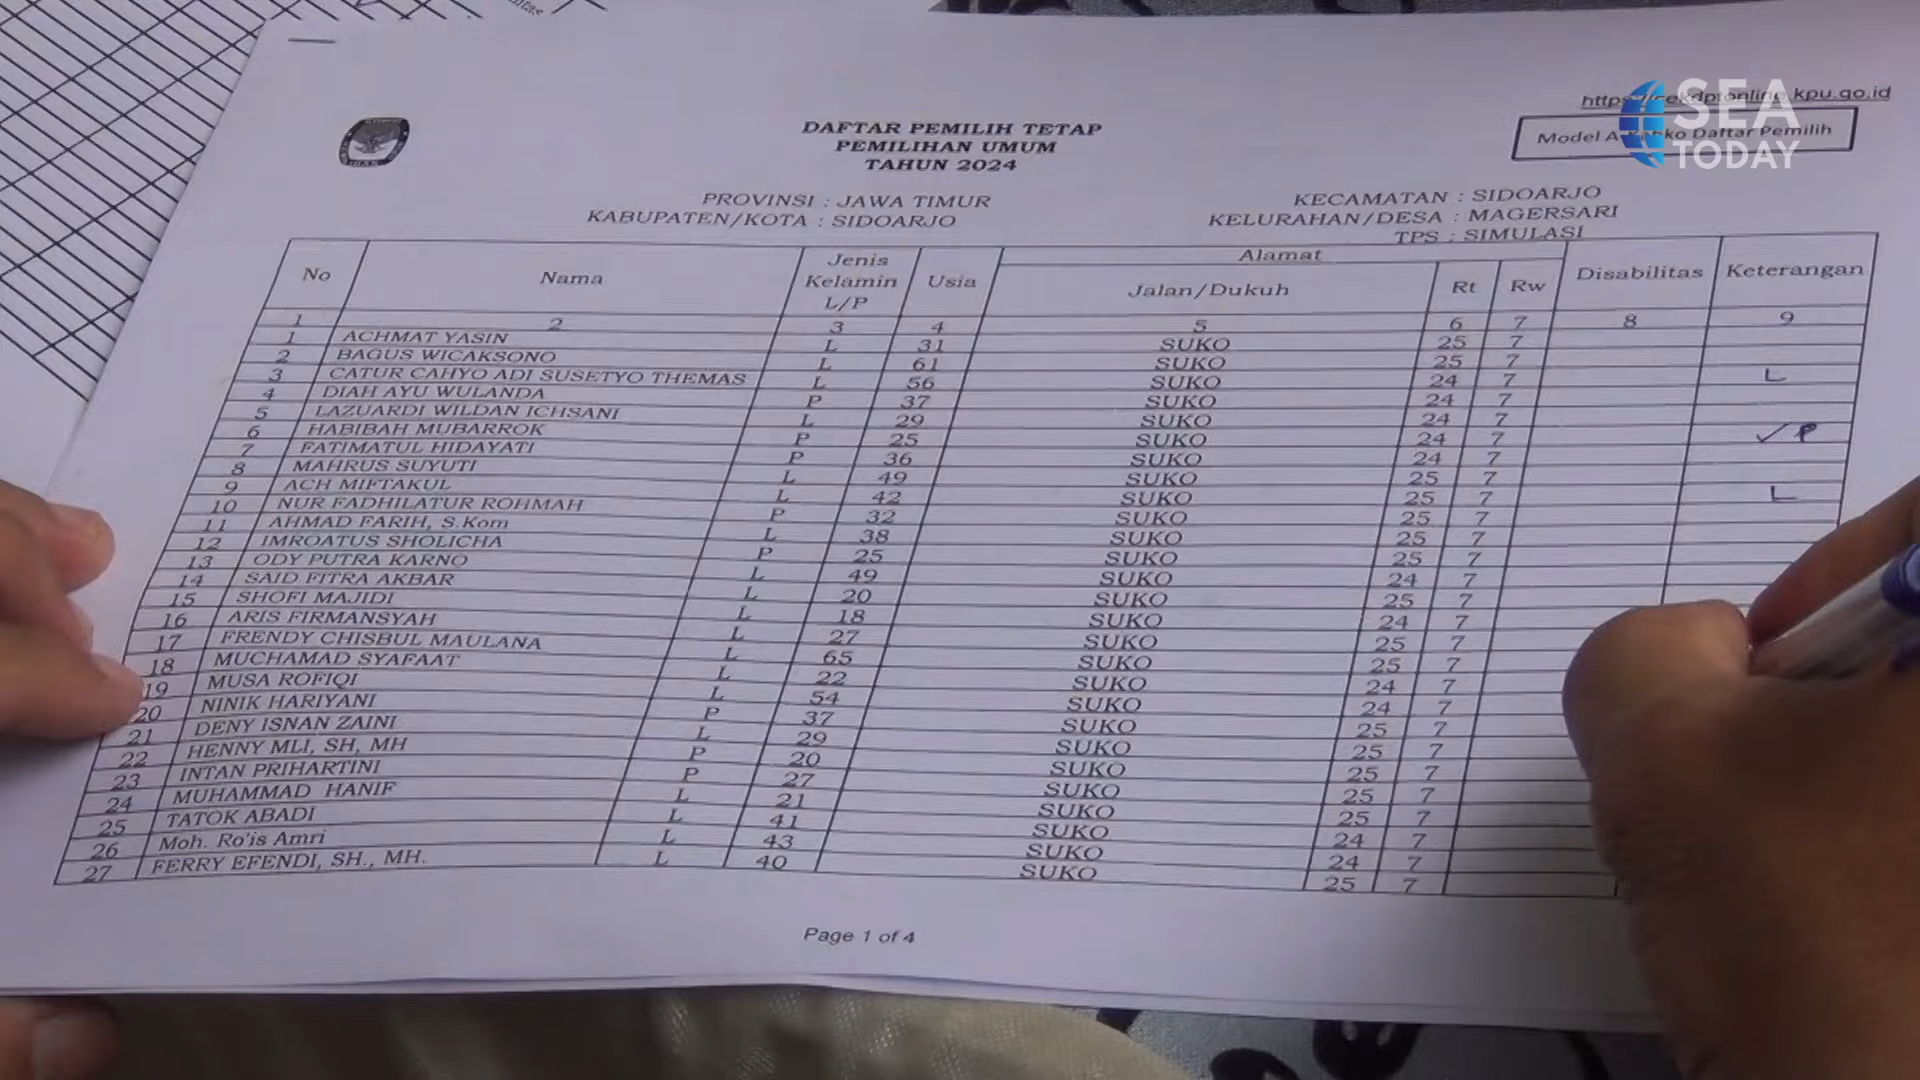 SEA
TODAY
kpu.go.id
Daftar Pemilih
DAFTAR PEMILIH TETAP
PEMILIHAN UMUM
TAHUN 2024
PROVINSI : JAWA TIMUR
KABUPATEN/KOTA : SIDOARJO
KECAMATAN : SIDOARJO
KELURAHAN/DESA : MAGERSARI
TPS : SIMULASI
No Nama Jenis Kelamin L/P Usia Alamat Jalan/Dukuh Rt Rw Disabilitas Keterangan
1 2 3 4 5 6 7 8 9
1 ACHMAT YASIN L 31 SUKO 25 7
2 BAGUS WICAKSONO L 61 SUKO 25 7
3 CATUR CAHYO ADI SUSETYO THEMAS L 56 SUKO 24 7 L
4 DIAH AYU WULANDA P 37 SUKO 24 7
5 LAZUARDI WILDAN ICHSANI L 29 SUKO 24 7
6 HABIBAH MUBARROK P 25 SUKO 24 7 ✓ P
7 FATIMATUL HIDAYATI P 36 SUKO 24 7
8 MAHRUS SUYUTI L 49 SUKO 25 7
9 ACH MIFTAKUL L 42 SUKO 25 7 L
10 NUR FADHILATUR ROHMAH P 32 SUKO 25 7
11 AHMAD FARIH, S.Kom L 38 SUKO 25 7
12 IMROATUS SHOLICHA P 25 SUKO 25 7
13 ODY PUTRA KARNO L 49 SUKO 24 7
14 SAID FITRA AKBAR L 20 SUKO 25 7
15 SHOFI MAJIDI L 18 SUKO 24 7
16 ARIS FIRMANSYAH L 27 SUKO 25 7
17 FRENDY CHISBUL MAULANA L 65 SUKO 25 7
18 MUCHAMAD SYAFAAT L 22 SUKO 24 7
19 MUSA ROFIQI L 54 SUKO 24 7
20 NINIK HARIYANI P 37 SUKO 25 7
21 DENY ISNAN ZAINI L 29 SUKO 25 7
22 HENNY MLI, SH, MH P 20 SUKO 25 7
23 INTAN PRIHARTINI P 27 SUKO 25 7
24 MUHAMMAD HANIF L 21 SUKO 25 7
25 TATOK ABADI L 41 SUKO 24 7
26 Moh. Ro'is Amri L 43 SUKO 24 7
27 FERRY EFENDI, SH., MH. L 40 SUKO 25 7
Page 1 of 4